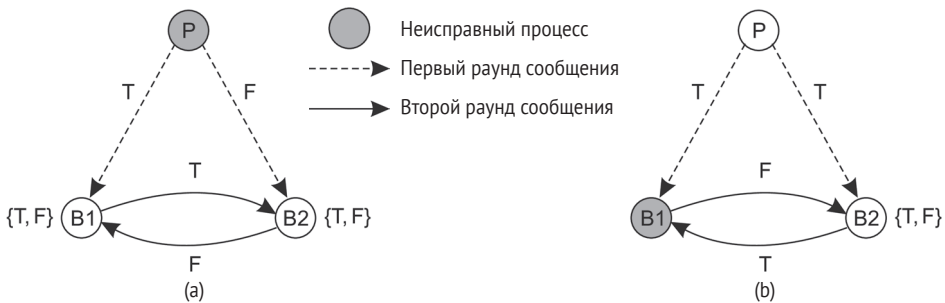 P
Неисправный процесс
P
Первый раунд сообщения
T
F
T
T
Второй раунд сообщения
T
F
{T, F}
B1
B2
{T, F}
B1
B2
{T, F}
F
T
(a)
(b)